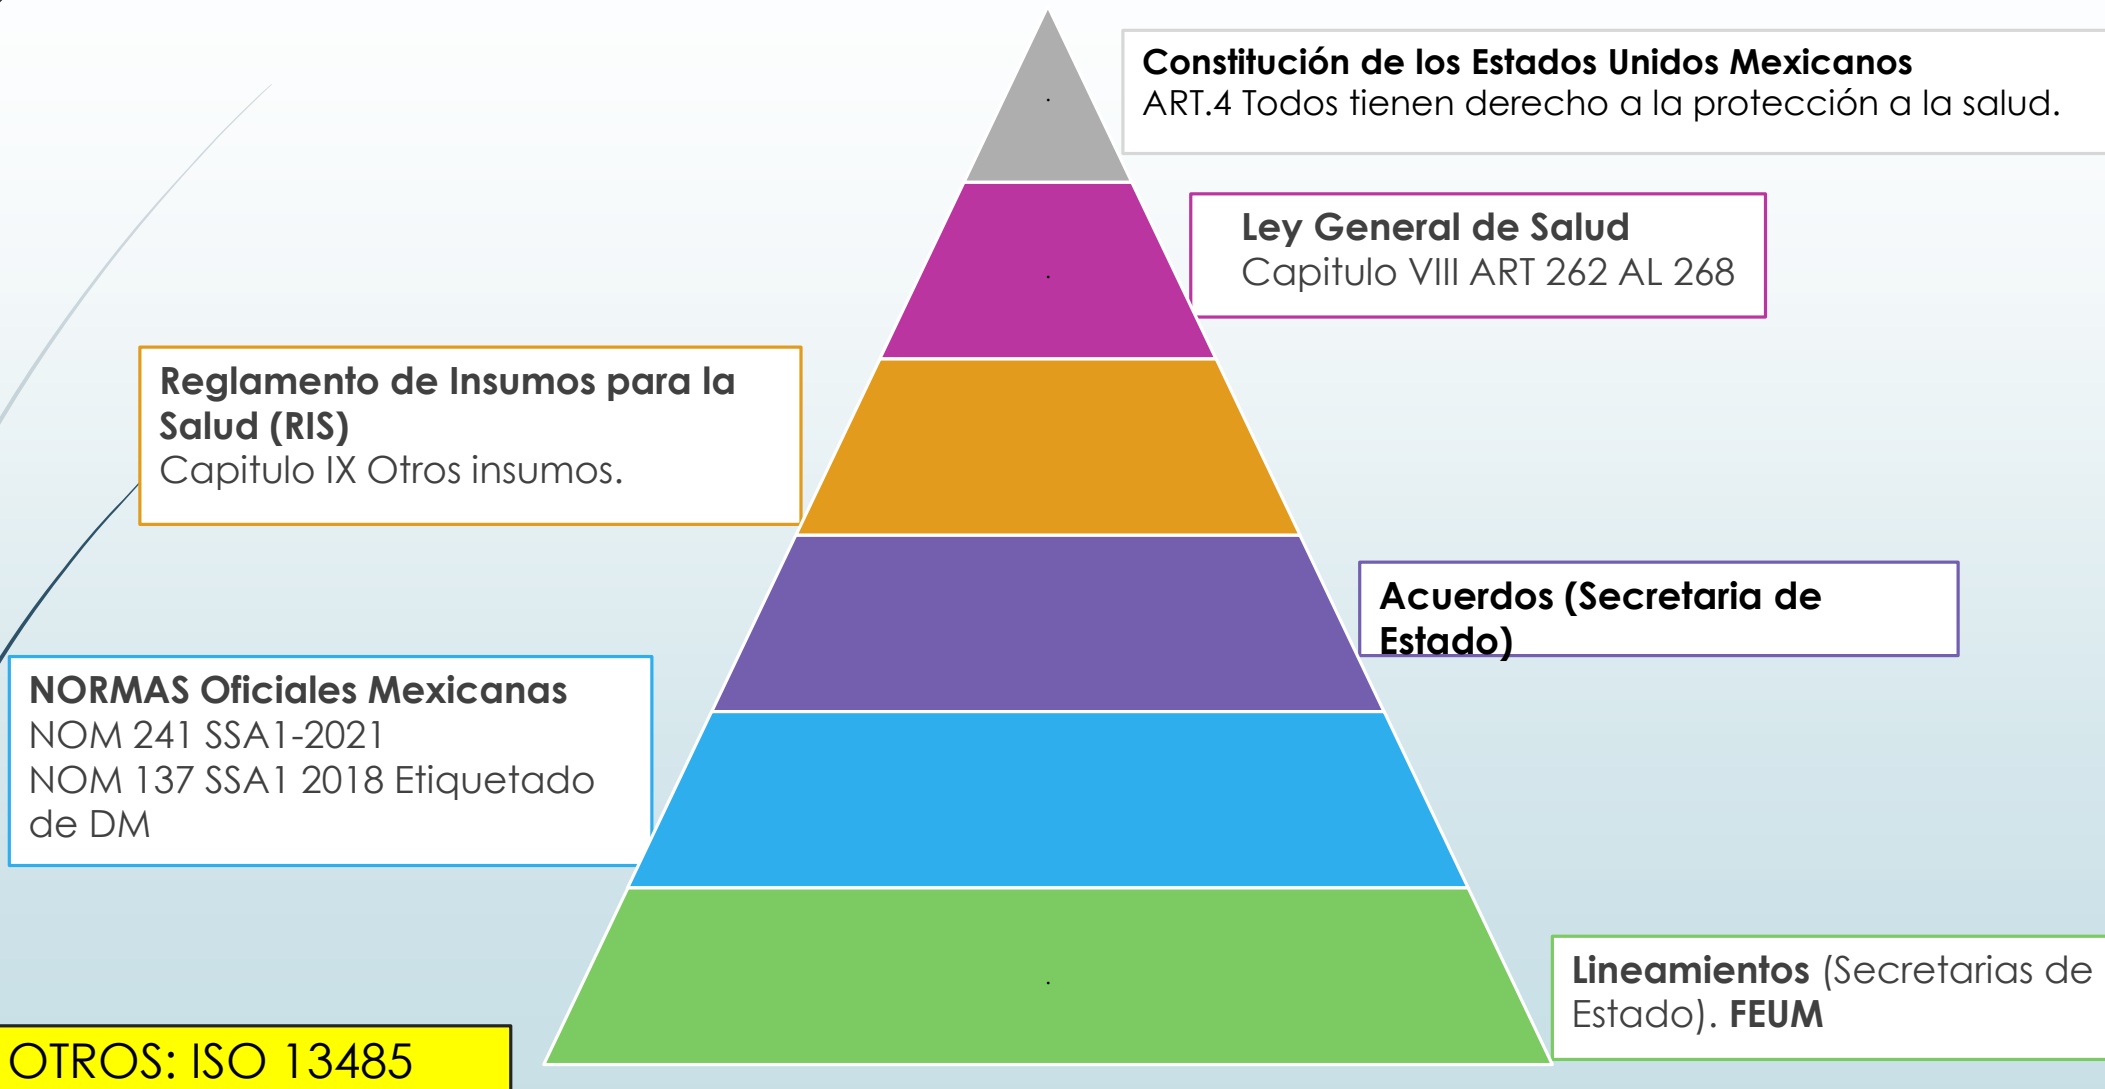 Constitución de los Estados Unidos Mexicanos
ART.4 Todos tienen derecho a la protección a la salud.
Ley General de Salud
Capitulo VIII ART 262 AL 268
Reglamento de Insumos para la
Salud (RIS)
Capitulo IX Otros insumos.
Acuerdos (Secretaria de
Estado)
NORMAS Oficiales Mexicanas
NOM 241 SSA1-2021
NOM 137 SSA1 2018 Etiquetado
de DM
Lineamientos (Secretarias de
Estado). FEUM
OTROS: ISO 13485